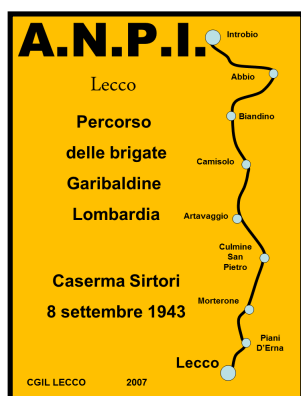 A.N.P.I.
Lecco
Percorso
delle brigate
Garibaldine
Lombardia
Caserma Sirtori
8 settembre 1943
Introbio
Abbio
Biandino
Camisolo
Artavaggio
Culmine
San
Pietro
Morterone
Piani
D'Erna
Lecco
CGIL LECCO 2007